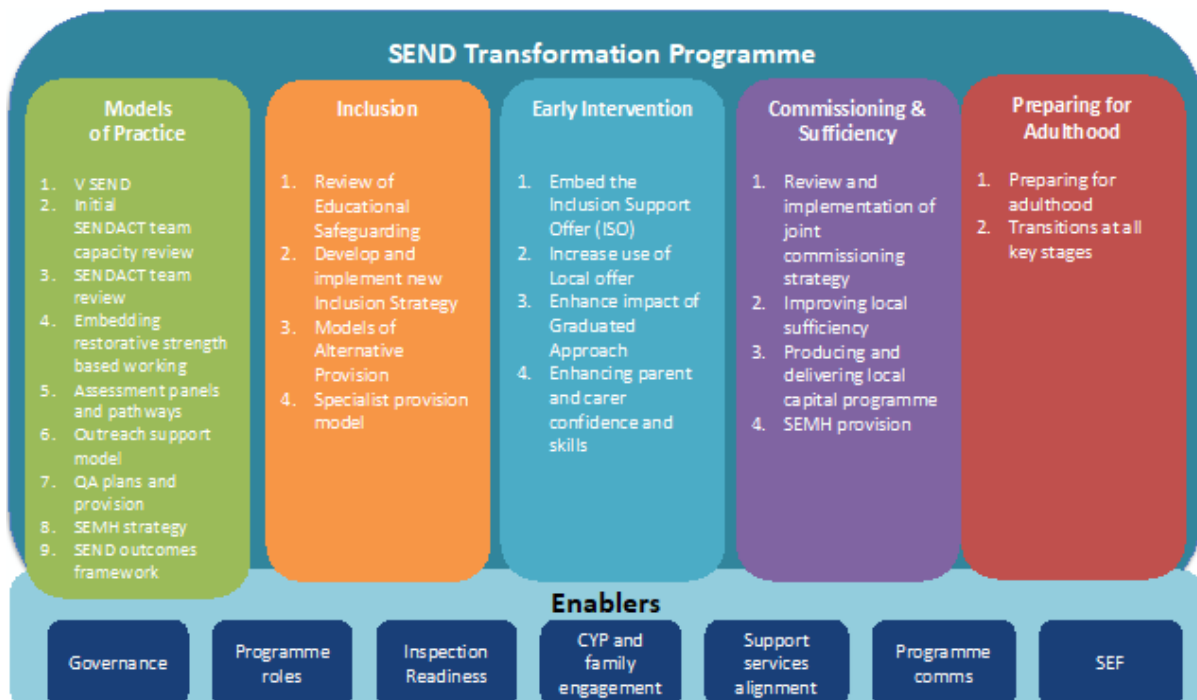 SEND Transformation Programme
Models
of Practice
1. V SEND
2. Initial
SENDACT team
capacity review
3. SENDACT team
review
4. Embedding
restorative strength
based working
5. Assessment panels
and pathways
6. Outreach support
model
7. QA plans and
provision
8. SEMH strategy
9. SEND outcomes
framework
Inclusion
1. Review of
Educational
Safeguarding
2. Develop and
implement new
Inclusion Strategy
3. Models of
Alternative
Provision
4. Specialist provision
model
Early Intervention
1. Embed the
Inclusion Support
Offer (ISO)
2. Increase use of
Local offer
3. Enhance impact of
Graduated
Approach
4. Enhancing parent
and carer
confidence and
skills
Commissioning &
Sufficiency
1. Review and
implementation of
joint
commissioning
strategy
2. Improving local
sufficiency
3. Producing and
delivering local
capital programme
4. SEMH provision
Preparing for
Adulthood
1. Preparing for
adulthood
2. Transitions at all
key stages
Enablers
Governance
Programme
roles
Inspection
Readiness
CYP and
family
engagement
Support
services
alignment
Programme
comms
SEF